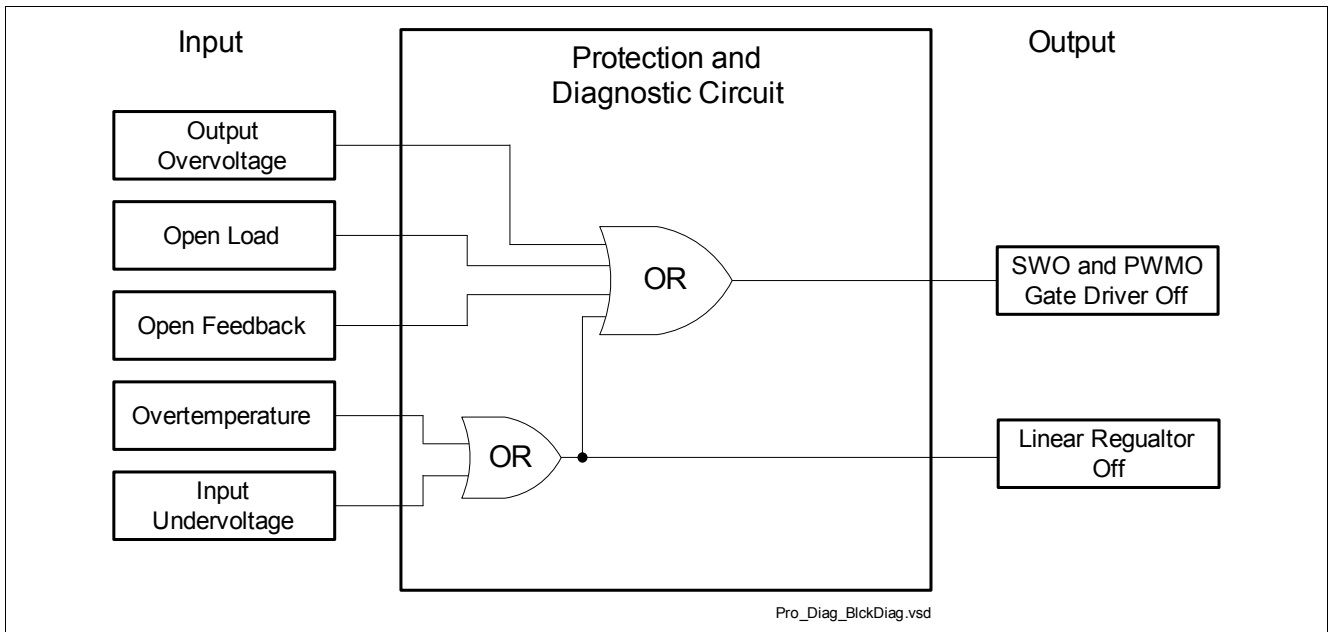 Input
Protection and
Diagnostic Circuit
Output
Output
Overvoltage
Open Load
Open Feedback
Overtemperature
Input
Undervoltage
OR
OR
SWO and PWMO
Gate Driver Off
Linear Regualtor
Off
Pro_Diag_BlckDiag.vsd